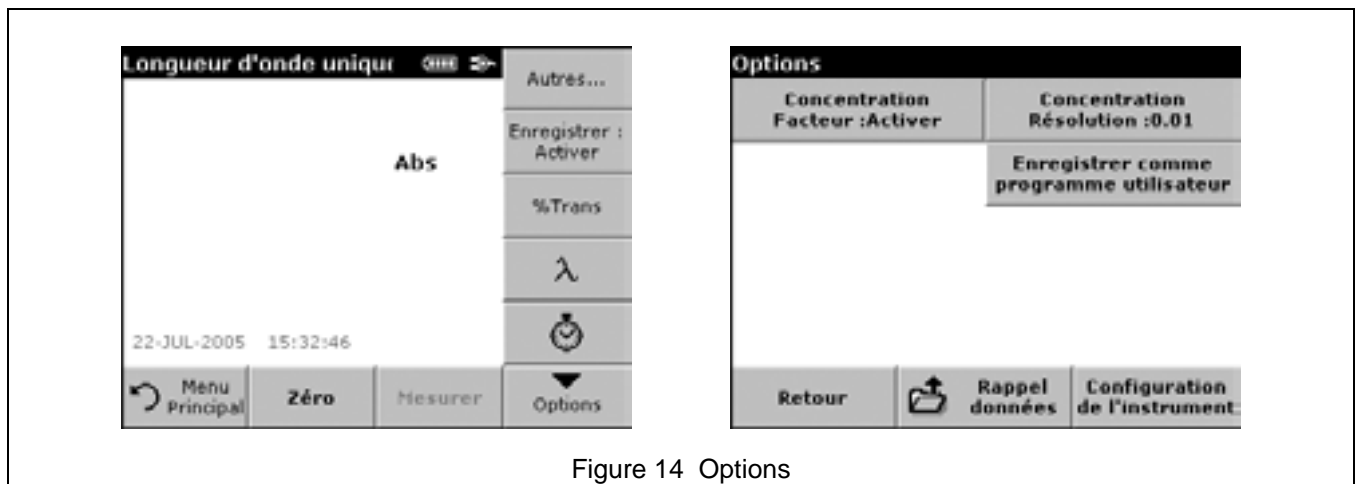 Longueur d'onde uniqu
Autres...
Enregistrer :
Activer
Abs
%Trans
λ
22-JUL-2005 15:32:46
Menu
Principal
Zéro
Mesurer
Options
Options
Concentration
Facteur :Activer
Concentration
Résolution :0.01
Enregistrer comme
programme utilisateur
Retour
Rappel
données
Configuration
de l'instrument
Figure 14 Options